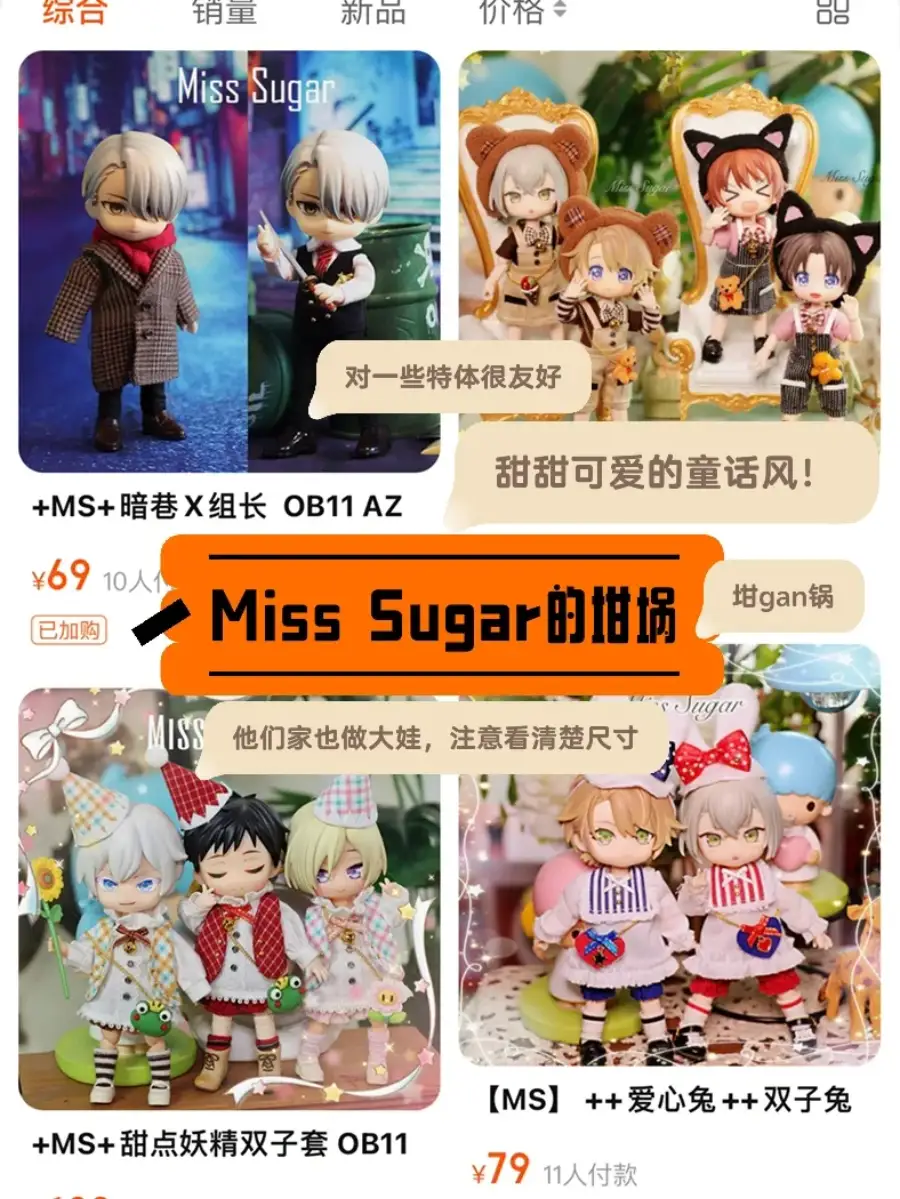 综合 销量 新品 价格
Miss Sugar
Miss Sugar
Miss Sugar
对一些特体很友好
甜甜可爱的童话风！
+MS+暗巷X组长 OB11 AZ
¥69 10人付
已加购
Miss Sugar的坩埚
坩gan锅
Miss Sugar
Miss
他们家也做大娃，注意看清楚尺寸
+MS+甜点妖精双子套 OB11
【MS】 ++爱心兔++双子兔
¥79 11人付款